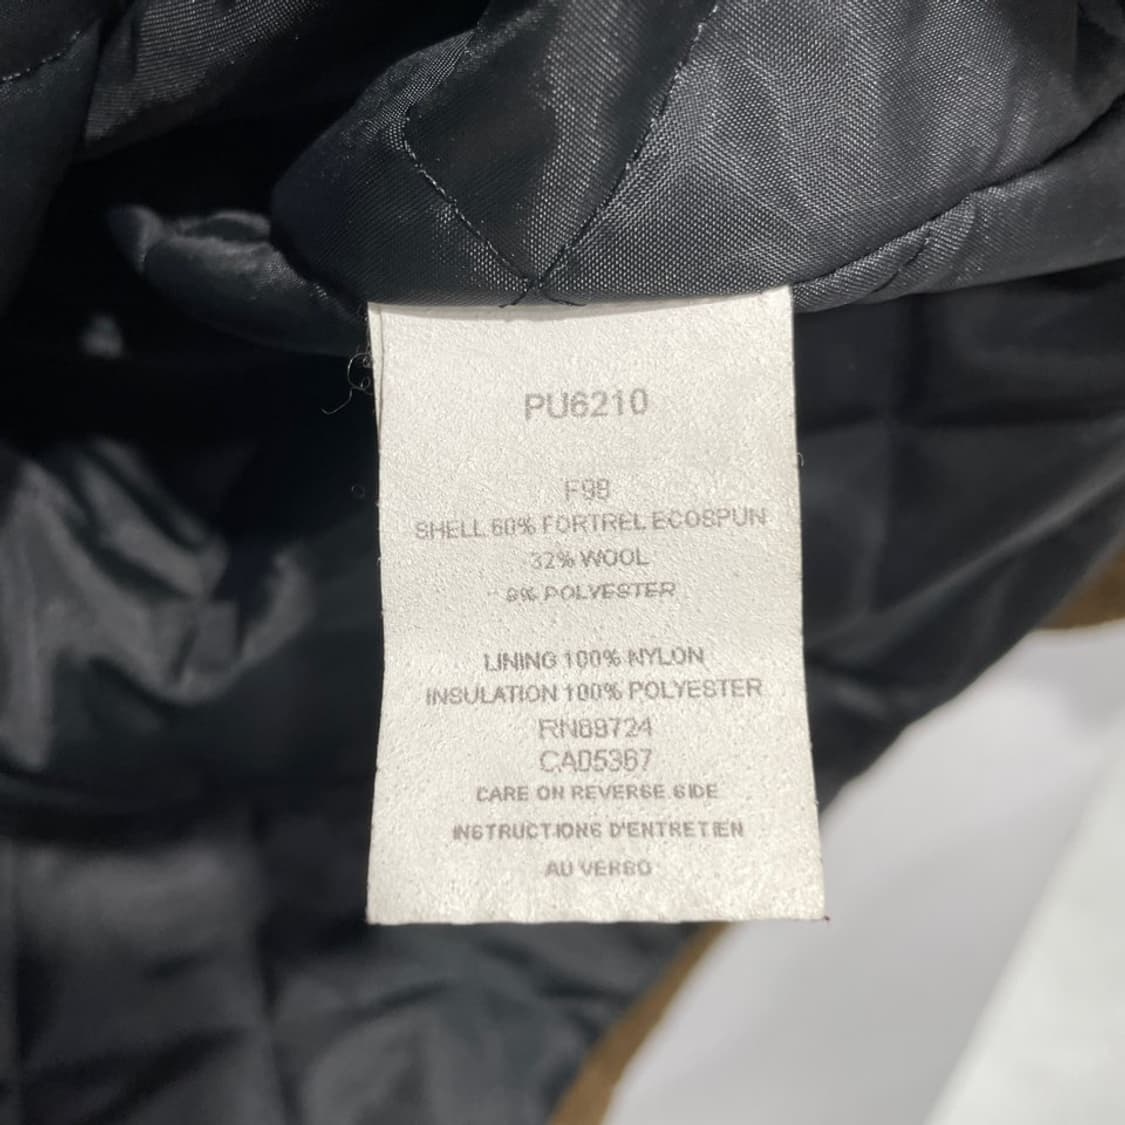 PU6210
F98
SHELL 60% FORTREL ECOSPUN
32% WOOL
8% POLYESTER
LINING 100% NYLON
INSULATION 100% POLYESTER
RN89724
CA05367
CARE ON REVERSE SIDE
INSTRUCTIONS D'ENTRETIEN
AU VERSO